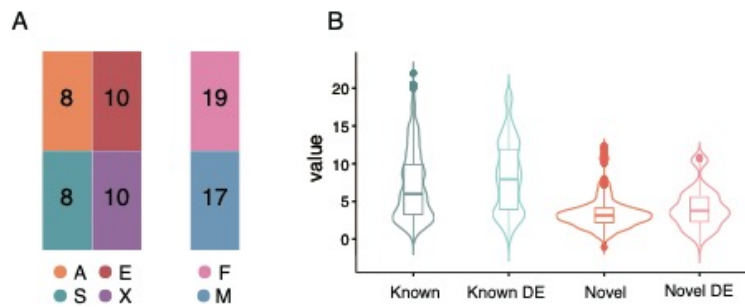 A
8 10
8 10
19
17
A E
S X
F
M
B
value
20
15
10
5
0
Known
Known DE
Novel
Novel DE